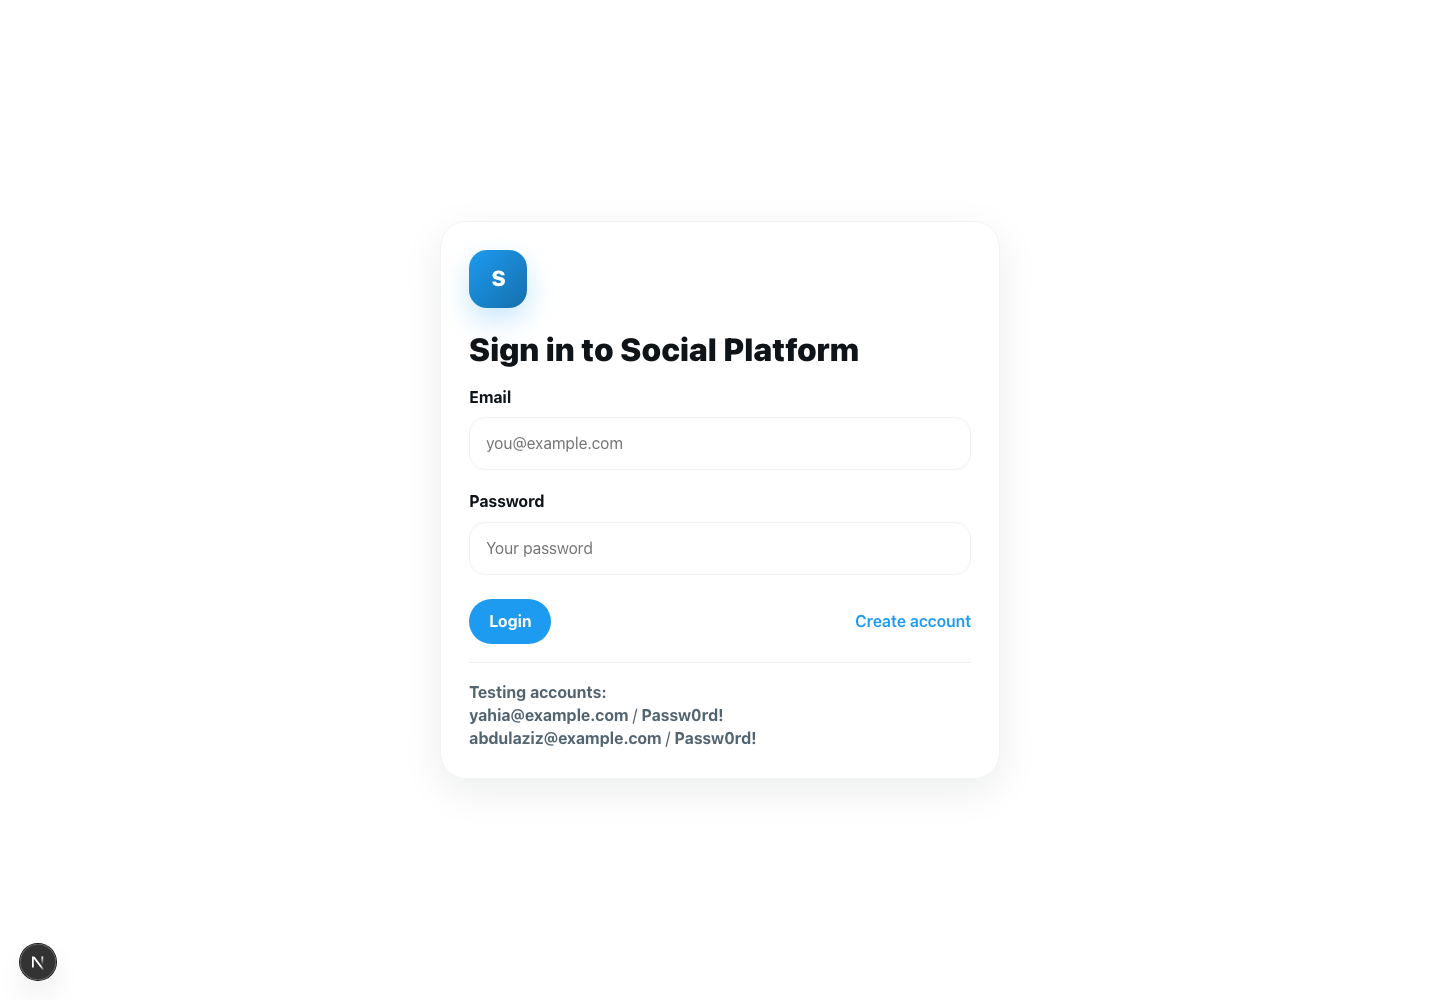 S
Sign in to Social Platform
Email
you@example.com
Password
Your password
Login
Create account
Testing accounts:
yahia@example.com / Passw0rd!
abdulaziz@example.com / Passw0rd!
N